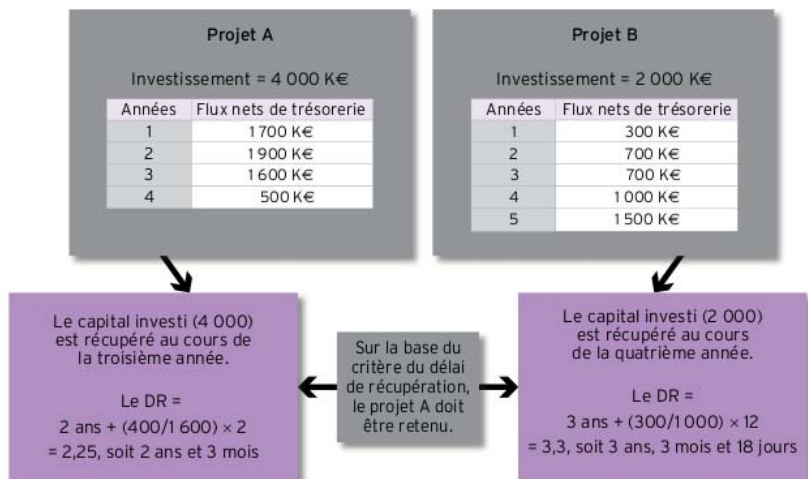 Projet A
Investissement = 4 000 K€
Années Flux nets de trésorerie
1 1 700 K€
2 1 900 K€
3 1 600 K€
4 500 K€
Projet B
Investissement = 2 000 K€
Années Flux nets de trésorerie
1 300 K€
2 700 K€
3 700 K€
4 1 000 K€
5 1 500 K€
Le capital investi (4 000)
est récupéré au cours de
la troisième année.
Le DR =
2 ans + (400/1 600) × 2
= 2,25, soit 2 ans et 3 mois
Sur la base du
critère du délai
de récupération,
le projet A doit
être retenu.
Le capital investi (2 000)
est récupéré au cours
de la quatrième année.
Le DR =
3 ans + (300/1 000) × 12
= 3,3, soit 3 ans, 3 mois et 18 jours